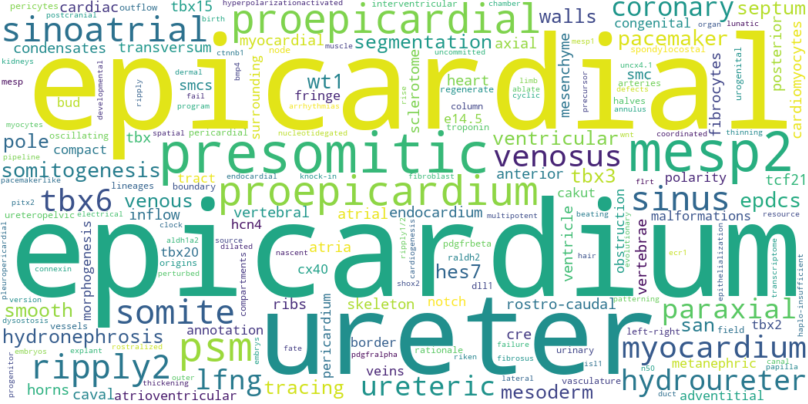 pericytes cardiac outflow tbx15 birth hyperpolarizationactivated interventricular chamber coronary septum
postcranial proepicardial walls organ lunatic
sinoatrial node muscle uncommitted mesp1 congenital spondylocostal
condensates transversum myocardial segmentation axial pacemaker posterior
epicardial
mesp ctnnb1 surrounding wt1 heart smc uncx4.1 arteries defects urogenital cardiomyocytes
kidneys developmental ripply dermal bmp4 smcs fringe sclerotome regenerate mesenchyme precursor limb ablate cyclic fibrocytes halves annulus
bud fail program rise column
myocytes tbx arrhythmias e14.5
oscillating spatial pericardial nucleotidegated troponin wnt coordinated thinning
pole compact presomitic ventricular venosus mesp2
pipeline somitogenesis tract endocardial knock-in fibroblast anterior tbx3 flrt polarity tcf21
pacemakerlike lineages boundary proepicardium cakut sinus epdcs
pitx2 tbx6 venous multipotent
ureteropelvic electrical inflow vertebral atrial endocardium malformations resource
clock hcn4 ripply1/2 beating
epicardium
pleuropericardial morphogenesis aldh1a2 source dilated atria pdgfrbeta cardiogenesis ventricle obstruction evolutionary vertebrae ecr1 epithelialization transcriptome haplo-insufficient
connexin tbx20 origins nascent cx40 raldh2 hes7 hair
version perturbed compartments shox2 dll1 patterning
smooth somite ribs skeleton notch rostro-caudal paraxial
dysostosis vessels annotation pericardium ureter cre failure left-right san field tbx2
hydronephrosis psm border rationale fibrosus urinary myocardium
embryos explant fate pdgfralpha riken isl1 metanephric canal
progenitor rostralized embrys veins lateral vasculature n50 papilla
ripply2 outer lfng ureteric mesoderm hydroureter
horns thickening tracing duct adventitial
caval atrioventricular